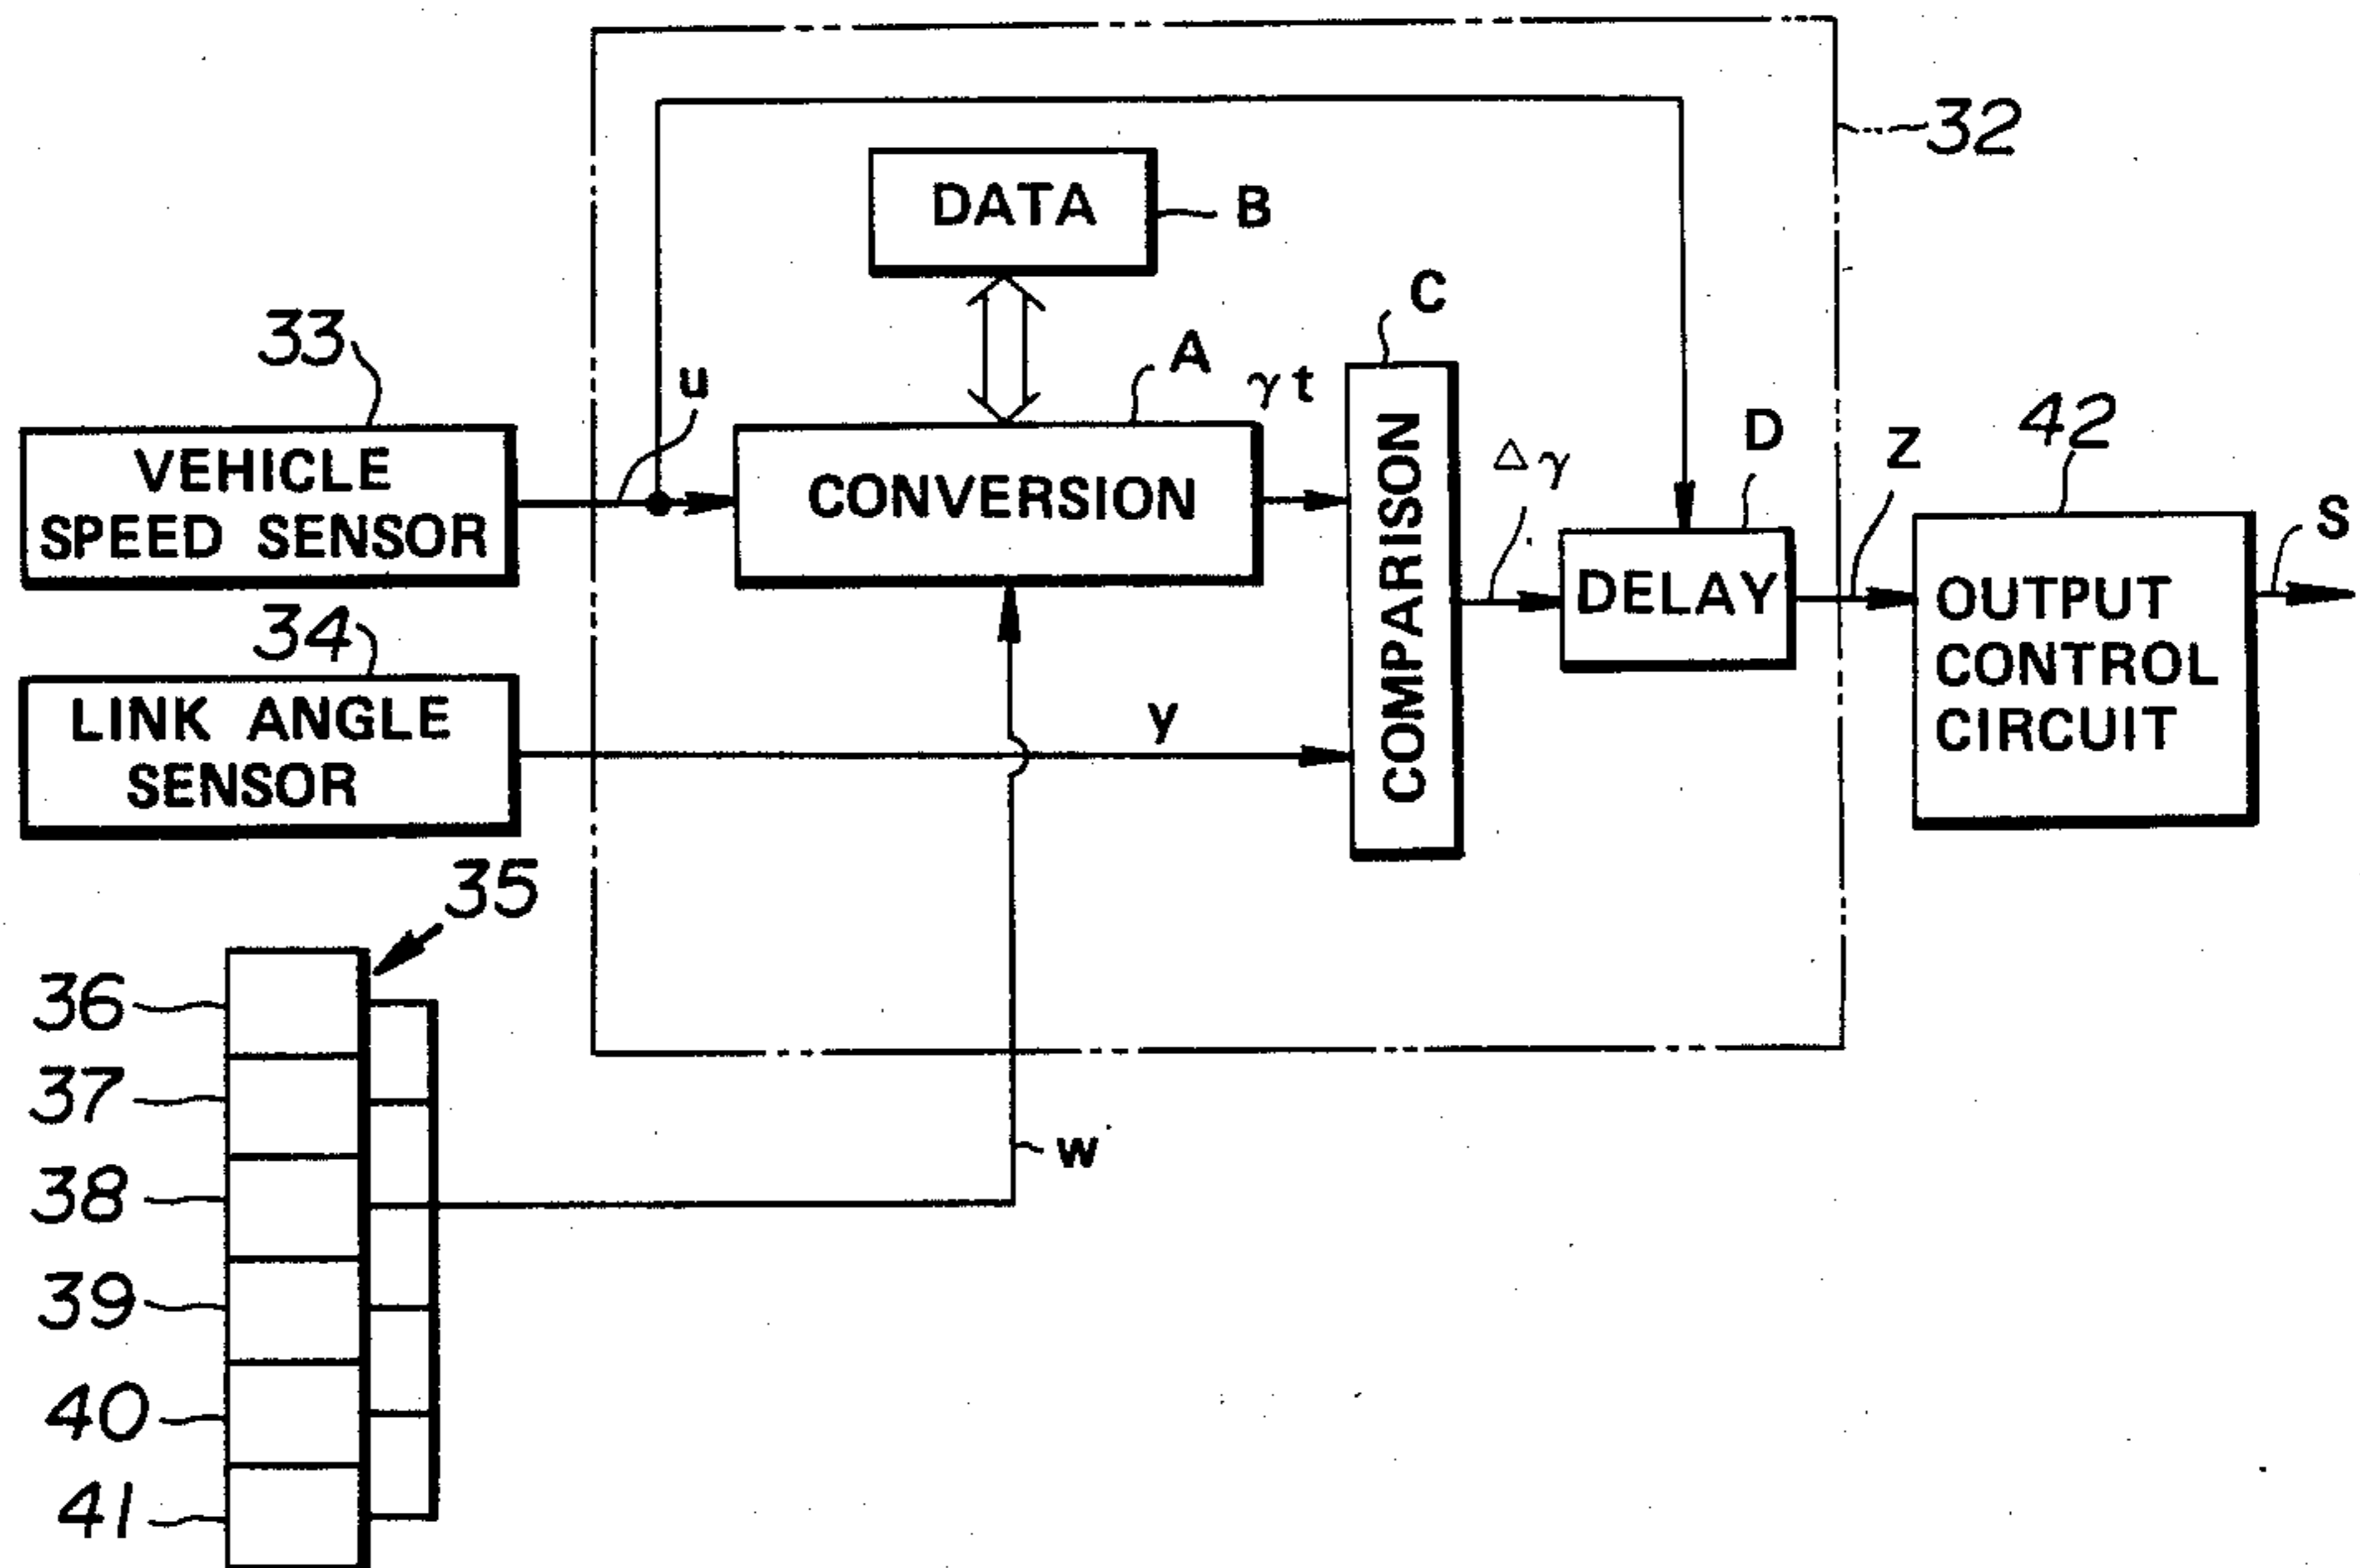 32
DATA
B
C
33
u
A
γt
42
VEHICLE
SPEED SENSOR
CONVERSION
COMPARISON
Δγ
D
Z
S
DELAY
OUTPUT
CONTROL
CIRCUIT
34
LINK ANGLE
SENSOR
y
35
36
37
w
38
39
40
41